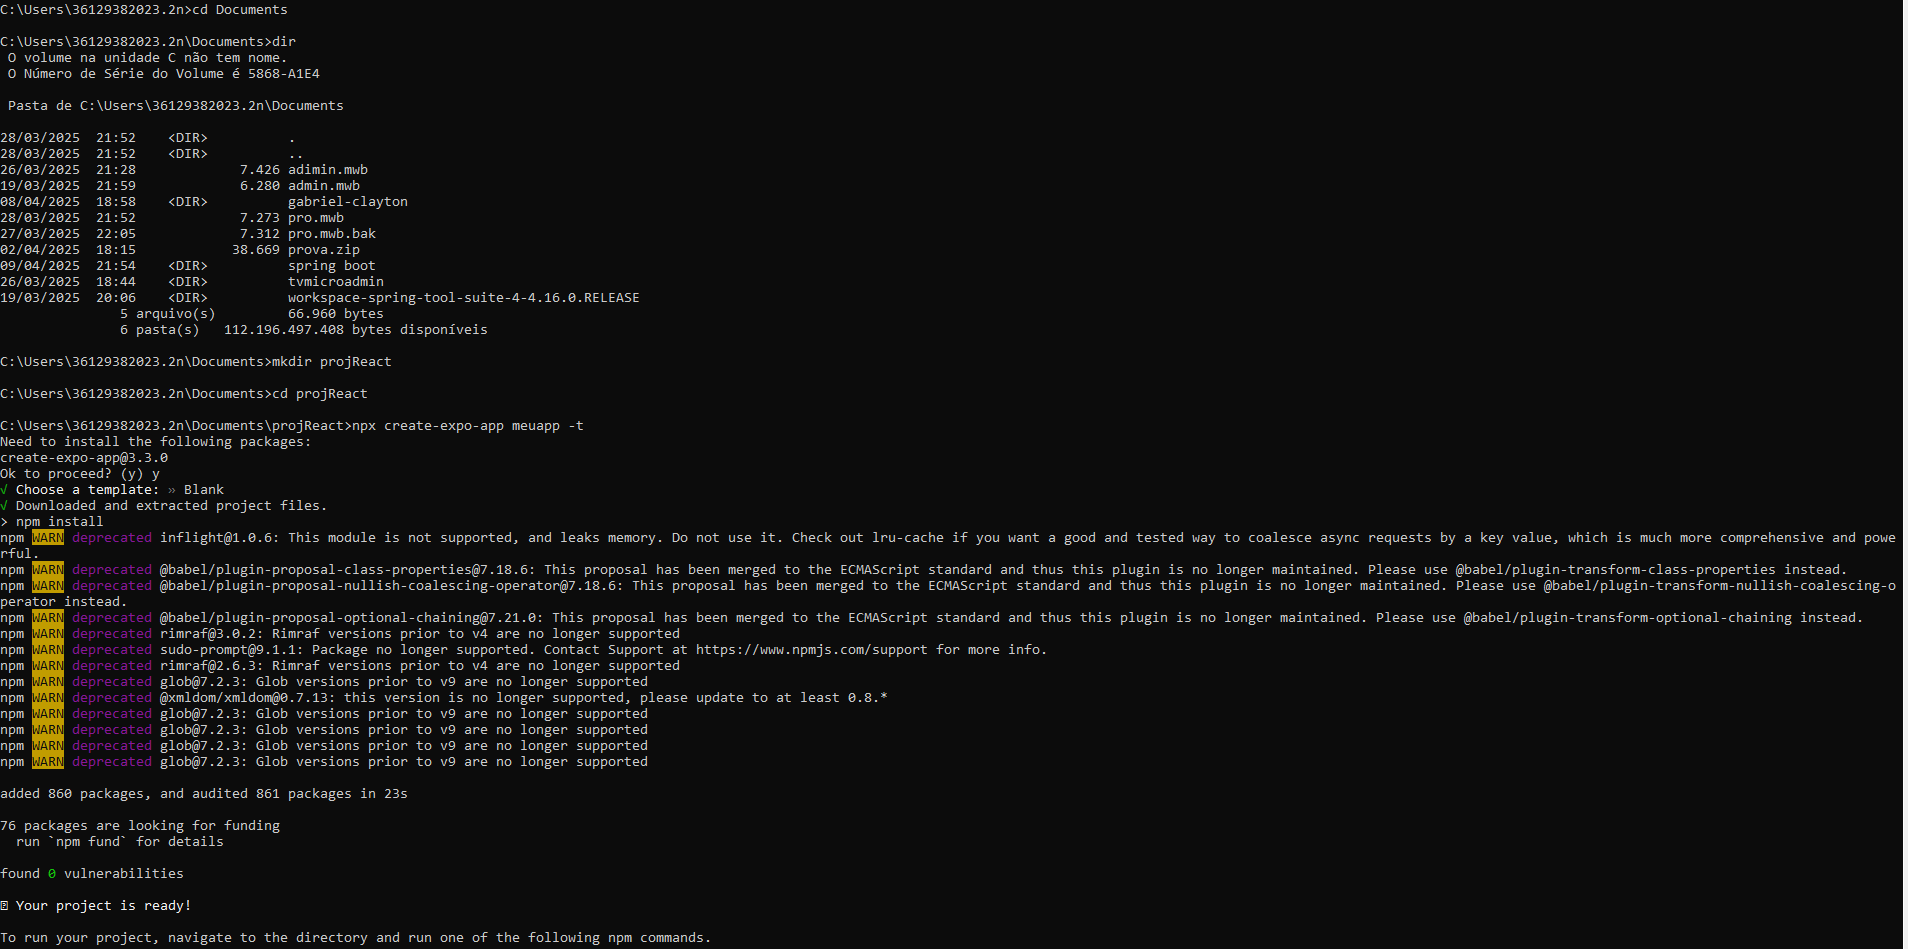 C:\Users\36129382023.2n>cd Documents
C:\Users\36129382023.2n\Documents>dir
 O volume na unidade C não tem nome.
 O Número de Série do Volume é 5868-A1E4
 Pasta de C:\Users\36129382023.2n\Documents
28/03/2025  21:52    <DIR>          .
28/03/2025  21:52    <DIR>          ..
26/03/2025  21:28             7.426 adimin.mwb
19/03/2025  21:59             6.280 admin.mwb
08/04/2025  18:58    <DIR>          gabriel-clayton
28/03/2025  21:52             7.273 pro.mwb
27/03/2025  22:05             7.312 pro.mwb.bak
02/04/2025  18:15            38.669 prova.zip
09/04/2025  21:54    <DIR>          spring boot
26/03/2025  18:44    <DIR>          tvmicroadmin
19/03/2025  20:06    <DIR>          workspace-spring-tool-suite-4-4.16.0.RELEASE
               5 arquivo(s)         66.960 bytes
               6 pasta(s)   112.196.497.408 bytes disponíveis
C:\Users\36129382023.2n\Documents>mkdir projReact
C:\Users\36129382023.2n\Documents>cd projReact
C:\Users\36129382023.2n\Documents\projReact>npx create-expo-app meuapp -t
Need to install the following packages:
create-expo-app@3.3.0
Ok to proceed? (y) y
√ Choose a template: » Blank
√ Downloaded and extracted project files.
> npm install
npm WARN deprecated inflight@1.0.6: This module is not supported, and leaks memory. Do not use it. Check out lru-cache if you want a good and tested way to coalesce async requests by a key value, which is much more comprehensive and powe
rful.
npm WARN deprecated @babel/plugin-proposal-class-properties@7.18.6: This proposal has been merged to the ECMAScript standard and thus this plugin is no longer maintained. Please use @babel/plugin-transform-class-properties instead.
npm WARN deprecated @babel/plugin-proposal-nullish-coalescing-operator@7.18.6: This proposal has been merged to the ECMAScript standard and thus this plugin is no longer maintained. Please use @babel/plugin-transform-nullish-coalescing-o
perator instead.
npm WARN deprecated @babel/plugin-proposal-optional-chaining@7.21.0: This proposal has been merged to the ECMAScript standard and thus this plugin is no longer maintained. Please use @babel/plugin-transform-optional-chaining instead.
npm WARN deprecated rimraf@3.0.2: Rimraf versions prior to v4 are no longer supported
npm WARN deprecated sudo-prompt@9.1.1: Package no longer supported. Contact Support at https://www.npmjs.com/support for more info.
npm WARN deprecated rimraf@2.6.3: Rimraf versions prior to v4 are no longer supported
npm WARN deprecated glob@7.2.3: Glob versions prior to v9 are no longer supported
npm WARN deprecated @xmldom/xmldom@0.7.13: this version is no longer supported, please update to at least 0.8.*
npm WARN deprecated glob@7.2.3: Glob versions prior to v9 are no longer supported
npm WARN deprecated glob@7.2.3: Glob versions prior to v9 are no longer supported
npm WARN deprecated glob@7.2.3: Glob versions prior to v9 are no longer supported
npm WARN deprecated glob@7.2.3: Glob versions prior to v9 are no longer supported
added 860 packages, and audited 861 packages in 23s
76 packages are looking for funding
  run `npm fund` for details
found 0 vulnerabilities
Your project is ready!
To run your project, navigate to the directory and run one of the following npm commands.